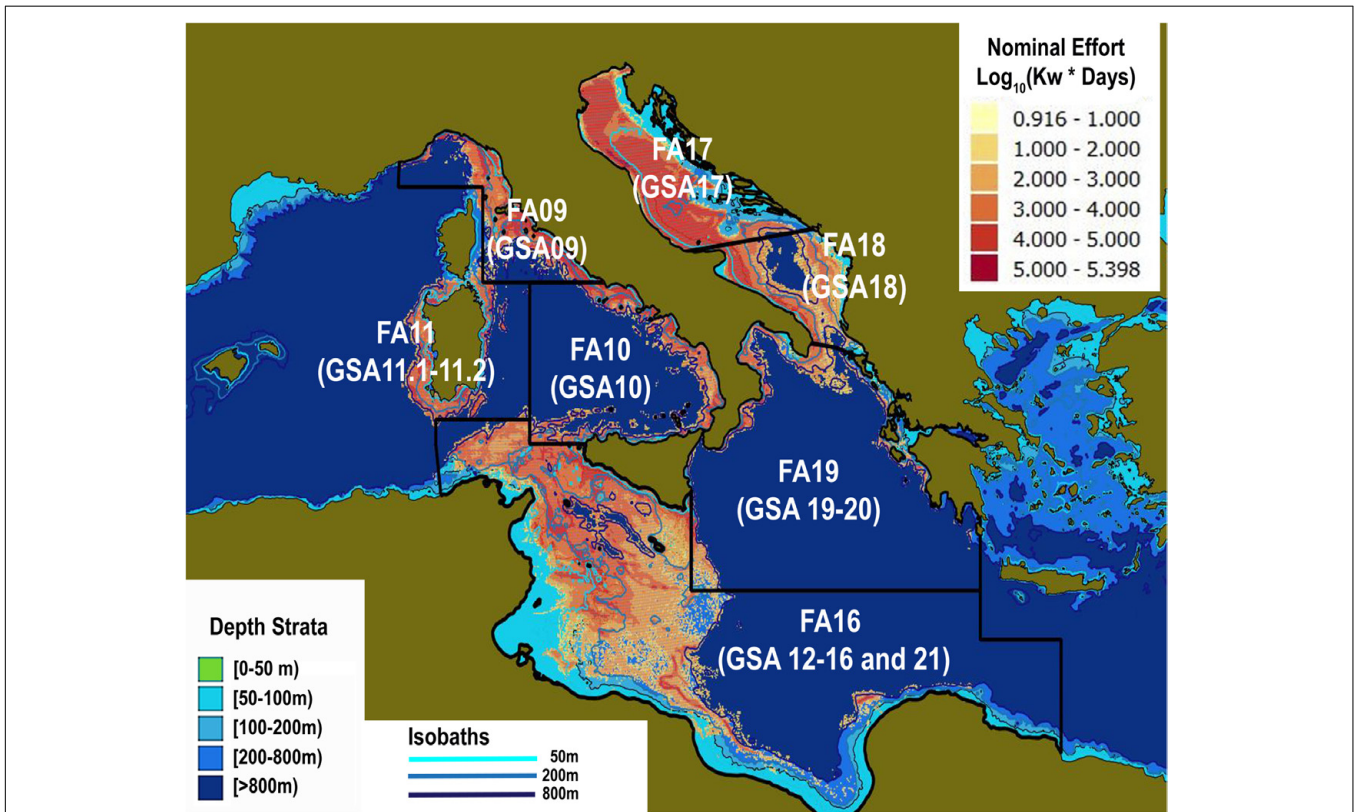 Nominal Effort
Log₁₀(Kw * Days)
0.916 - 1.000
1.000 - 2.000
2.000 - 3.000
3.000 - 4.000
4.000 - 5.000
5.000 - 5.398
FA17
(GSA17)
FA09
(GSA09)
FA18
(GSA18)
FA11
(GSA11.1-11.2)
FA10
(GSA10)
FA19
(GSA 19-20)
FA16
(GSA 12-16 and 21)
Depth Strata
[0-50 m)
[50-100m)
[100-200m)
[200-800m)
[>800m)
Isobaths
50m
200m
800m